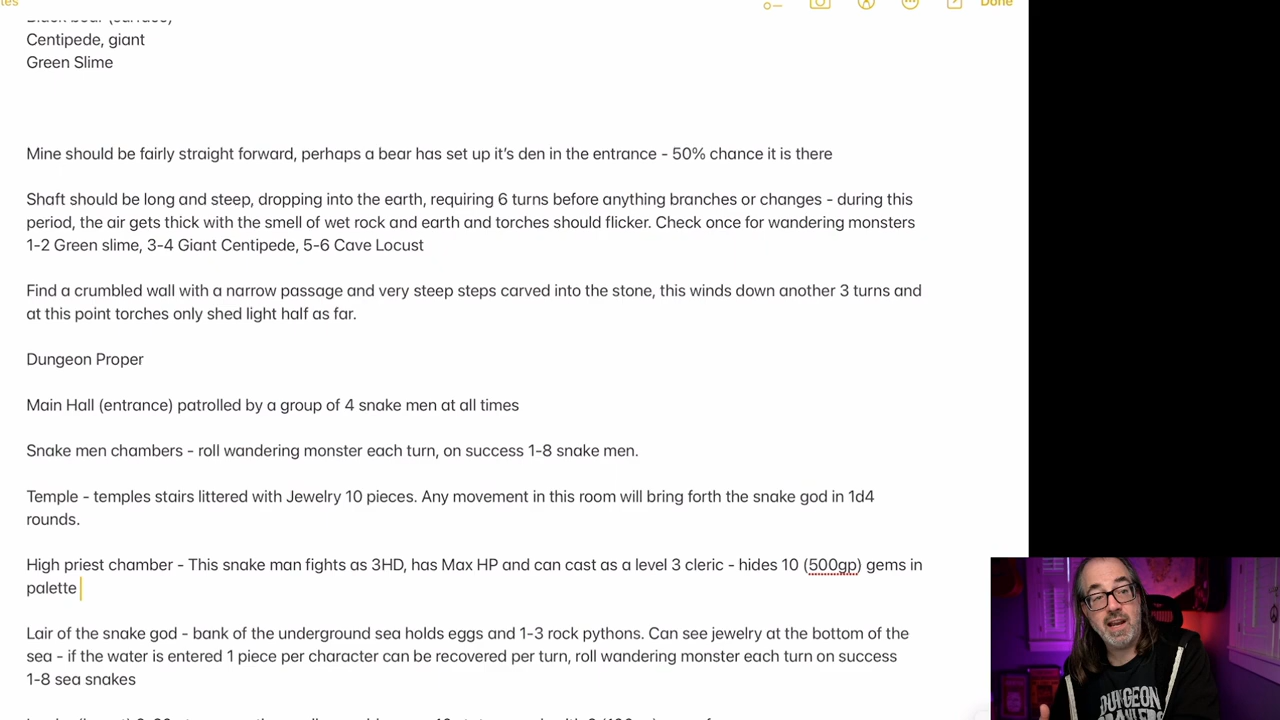 tes
Done
Black bear (surface)
Centipede, giant
Green Slime
Mine should be fairly straight forward, perhaps a bear has set up it's den in the entrance - 50% chance it is there
Shaft should be long and steep, dropping into the earth, requiring 6 turns before anything branches or changes - during this
period, the air gets thick with the smell of wet rock and earth and torches should flicker. Check once for wandering monsters
1-2 Green slime, 3-4 Giant Centipede, 5-6 Cave Locust
Find a crumbled wall with a narrow passage and very steep steps carved into the stone, this winds down another 3 turns and
at this point torches only shed light half as far.
Dungeon Proper
Main Hall (entrance) patrolled by a group of 4 snake men at all times
Snake men chambers - roll wandering monster each turn, on success 1-8 snake men.
Temple - temples stairs littered with Jewelry 10 pieces. Any movement in this room will bring forth the snake god in 1d4
rounds.
High priest chamber - This snake man fights as 3HD, has Max HP and can cast as a level 3 cleric - hides 10 (500gp) gems in
palette
Lair of the snake god - bank of the underground sea holds eggs and 1-3 rock pythons. Can see jewelry at the bottom of the
sea - if the water is entered 1 piece per character can be recovered per turn, roll wandering monster each turn on success
1-8 sea snakes
DUNGEON